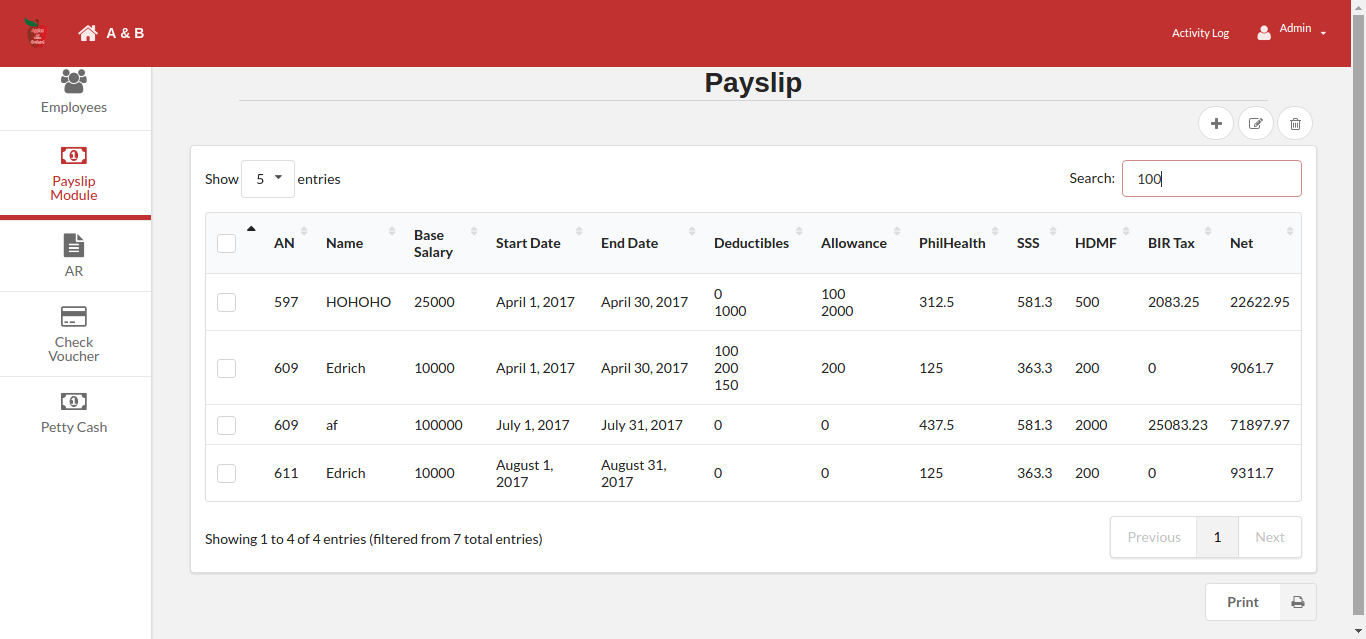 A & B
Activity Log
Admin
Employees
Payslip
Module
AR
Check
Voucher
Petty Cash
Payslip
Show 5 entries
Search: 100
AN Name Base Salary Start Date End Date Deductibles Allowance PhilHealth SSS HDMF BIR Tax Net
597 HOHOHO 25000 April 1, 2017 April 30, 2017 0 1000 100 2000 312.5 581.3 500 2083.25 22622.95
609 Edrich 10000 April 1, 2017 April 30, 2017 100 200 150 200 125 363.3 200 0 9061.7
609 af 100000 July 1, 2017 July 31, 2017 0 0 437.5 581.3 2000 25083.23 71897.97
611 Edrich 10000 August 1, 2017 August 31, 2017 0 0 125 363.3 200 0 9311.7
Showing 1 to 4 of 4 entries (filtered from 7 total entries)
Previous 1 Next
Print